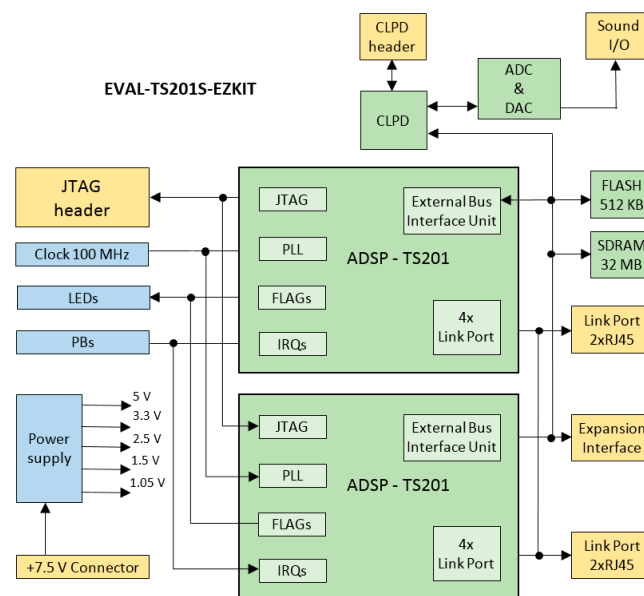 CLPD
header
Sound
I/O
EVAL-TS201S-EZKIT
ADC
&
DAC
CLPD
JTAG
header
JTAG
External Bus
Interface Unit
FLASH
512 KB
Clock 100 MHz
PLL
ADSP - TS201
SDRAM
32 MB
LEDs
FLAGs
4x
Link Port
PBs
IRQs
Link Port
2xRJ45
Power
supply
5 V
3.3 V
2.5 V
1.5 V
1.05 V
JTAG
External Bus
Interface Unit
Expansion
Interface
PLL
ADSP - TS201
FLAGs
4x
Link Port
IRQs
Link Port
2xRJ45
+7.5 V Connector